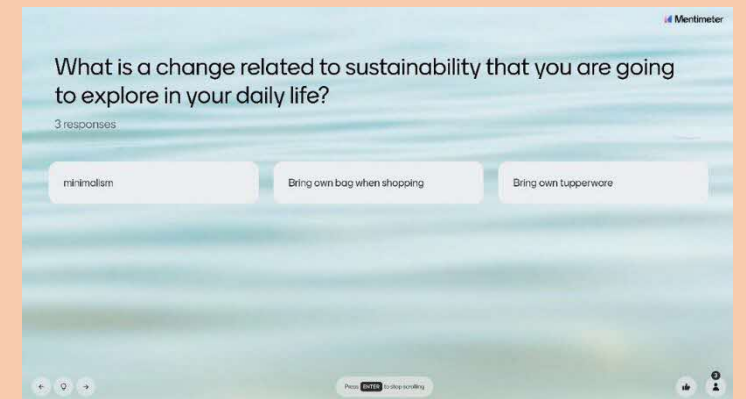 Mentimeter
What is a change related to sustainability that you are going
to explore in your daily life?
3 responses
minimalism
Bring own bag when shopping
Bring own tupperware
Press ENTER to stop scrolling